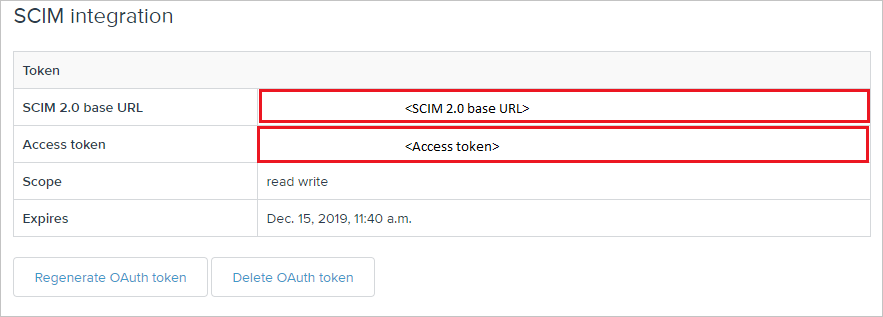 SCIM integration
Token
SCIM 2.0 base URL <SCIM 2.0 base URL>
Access token <Access token>
Scope read write
Expires Dec. 15, 2019, 11:40 a.m.
Regenerate OAuth token Delete OAuth token